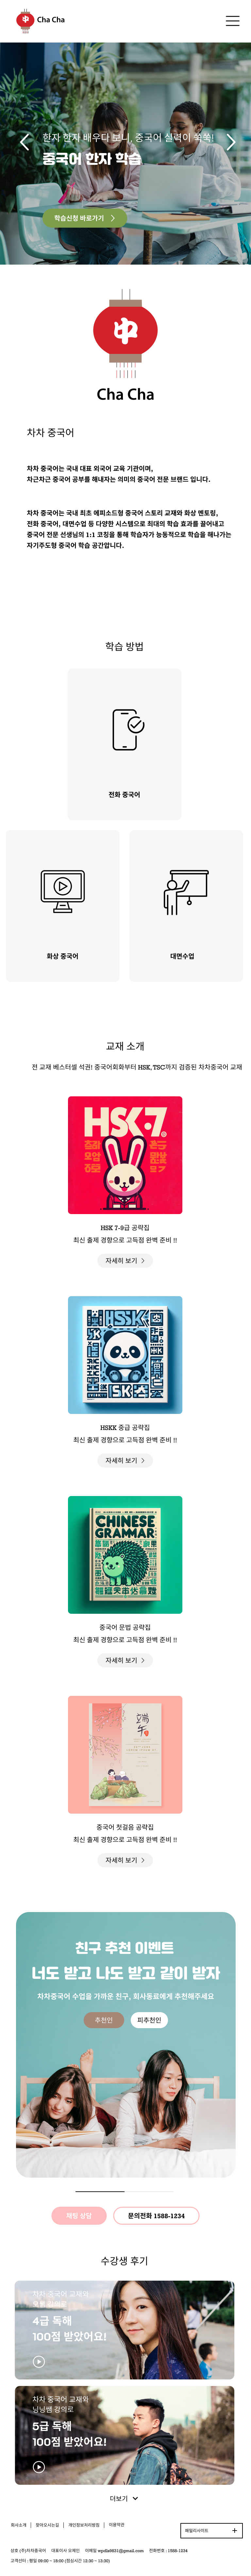 Cha Cha
한자 한자 배우다 보니, 중국어 실력이 쑥쑥!
중국어 한자 학습
학습신청 바로가기
中
Cha Cha
차차 중국어
차차 중국어는 국내 대표 외국어 교육 기관이며,
차근차근 중국어 공부를 해내자는 의미의 중국어 전문 브랜드 입니다.
차차 중국어는 국내 최초 에피소드형 중국어 스토리 교재와 화상 멘토링,
전화 중국어, 대면수업 등 다양한 시스템으로 최대의 학습 효과를 끌어내고
중국어 전문 선생님의 1:1 코칭을 통해 학습자가 능동적으로 학습을 해나가는
자기주도형 중국어 학습 공간입니다.
학습 방법
전화 중국어
화상 중국어
대면수업
교재 소개
전 교재 베스터셀 석권! 중국어회화부터 HSK, TSC까지 검증된 차차중국어 교재
HSK·7
HSK 7-9급 공략집
최신 출제 경향으로 고득점 완벽 준비 !!
자세히 보기
HSKK 중급 공략집
최신 출제 경향으로 고득점 완벽 준비 !!
자세히 보기
CHINESE
GRAMMAR
중국어 문법 공략집
최신 출제 경향으로 고득점 완벽 준비 !!
자세히 보기
중국어 첫걸음 공략집
최신 출제 경향으로 고득점 완벽 준비 !!
자세히 보기
친구 추천 이벤트
너도 받고 나도 받고 같이 받자
차차중국어 수업을 가까운 친구, 회사동료에게 추천해주세요
추천인
피추천인
채팅 상담
문의전화 1588-1234
수강생 후기
차차 중국어 교재와
4급 독해
100점 받았어요!
차차 중국어 교재와
닝닝쌤 강의로
5급 독해
100점 받았어요!
더보기
회사소개
찾아오시는길
개인정보처리방침
이용약관
패밀리사이트
상호 (주)차차중국어 대표이사 오예인 이메일 wpdls0831@gmail.com 전화번호 : 1588-1234
고객센터 : 평일 09:00 ~ 18:00 (점심시간 12:30 ~ 13:30)